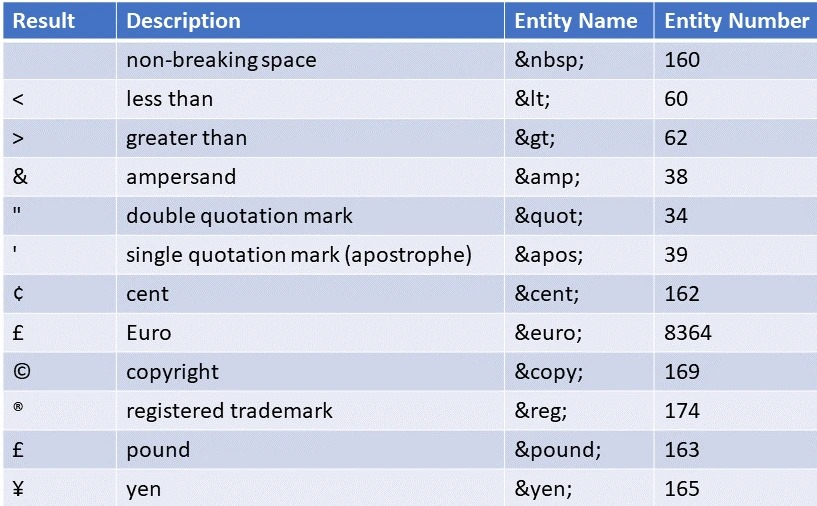 Result Description Entity Name Entity Number
non-breaking space &nbsp; 160
< less than &lt; 60
> greater than &gt; 62
& ampersand &amp; 38
" double quotation mark &quot; 34
' single quotation mark (apostrophe) &apos; 39
¢ cent &cent; 162
£ Euro &euro; 8364
© copyright &copy; 169
® registered trademark &reg; 174
£ pound &pound; 163
¥ yen &yen; 165